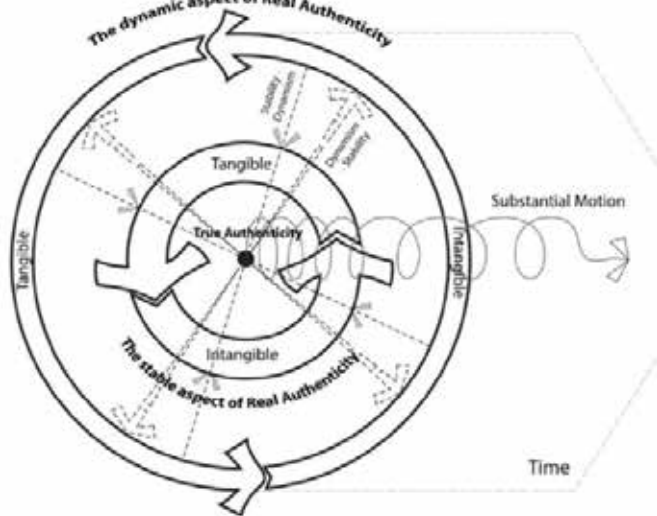 The dynamic aspect of Real Authenticity
Stability
Dynamism
Dynamism
Stability
Tangible
Substantial Motion
True Authenticity
Tangible
Intangible
Intangible
The stable aspect of Real Authenticity
Time